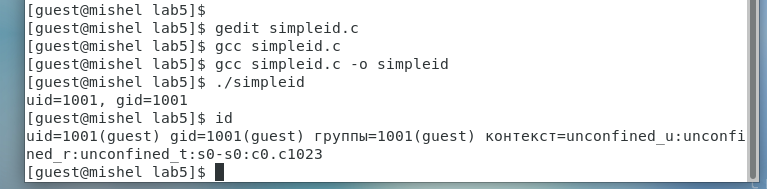 [guest@mishel lab5]$
[guest@mishel lab5]$ gedit simpleid.c
[guest@mishel lab5]$ gcc simpleid.c
[guest@mishel lab5]$ gcc simpleid.c -o simpleid
[guest@mishel lab5]$ ./simpleid
uid=1001, gid=1001
[guest@mishel lab5]$ id
uid=1001(guest) gid=1001(guest) группы=1001(guest) контекст=unconfined_u:unconfi
ned_r:unconfined_t:s0-s0:c0.c1023
[guest@mishel lab5]$